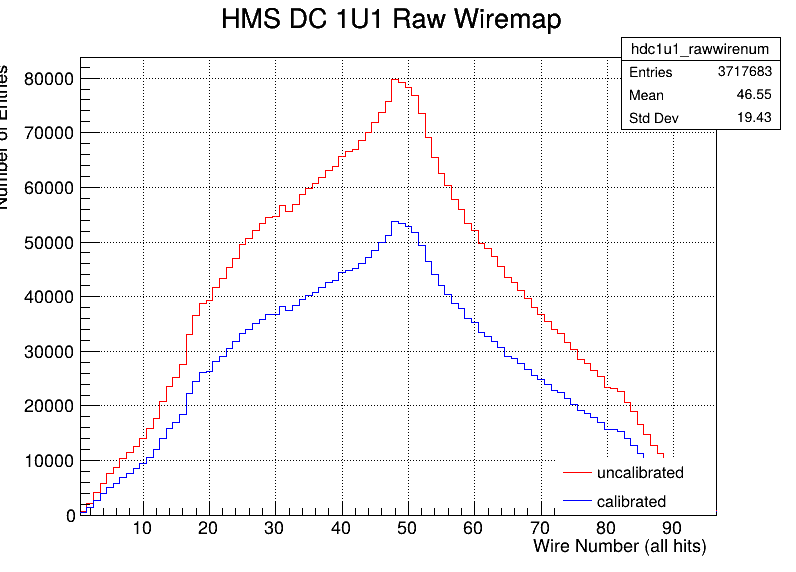 HMS DC 1U1 Raw Wiremap
hdc1u1_rawwirenum
Entries 3717683
Mean 46.55
Std Dev 19.43
Number of Entries
80000
70000
60000
50000
40000
30000
20000
10000
0
10 20 30 40 50 60 70 80 90
uncalibrated
calibrated
Wire Number (all hits)